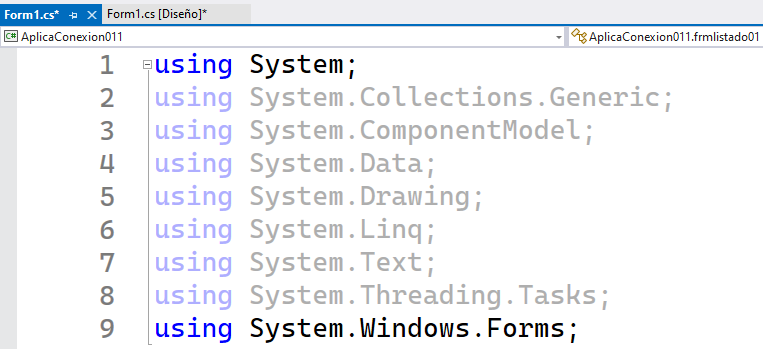 Form1.cs* Form1.cs [Diseño]*
C# AplicaConexion011 AplicaConexion011.frmlistado01
1 using System;
2 using System.Collections.Generic;
3 using System.ComponentModel;
4 using System.Data;
5 using System.Drawing;
6 using System.Linq;
7 using System.Text;
8 using System.Threading.Tasks;
9 using System.Windows.Forms;